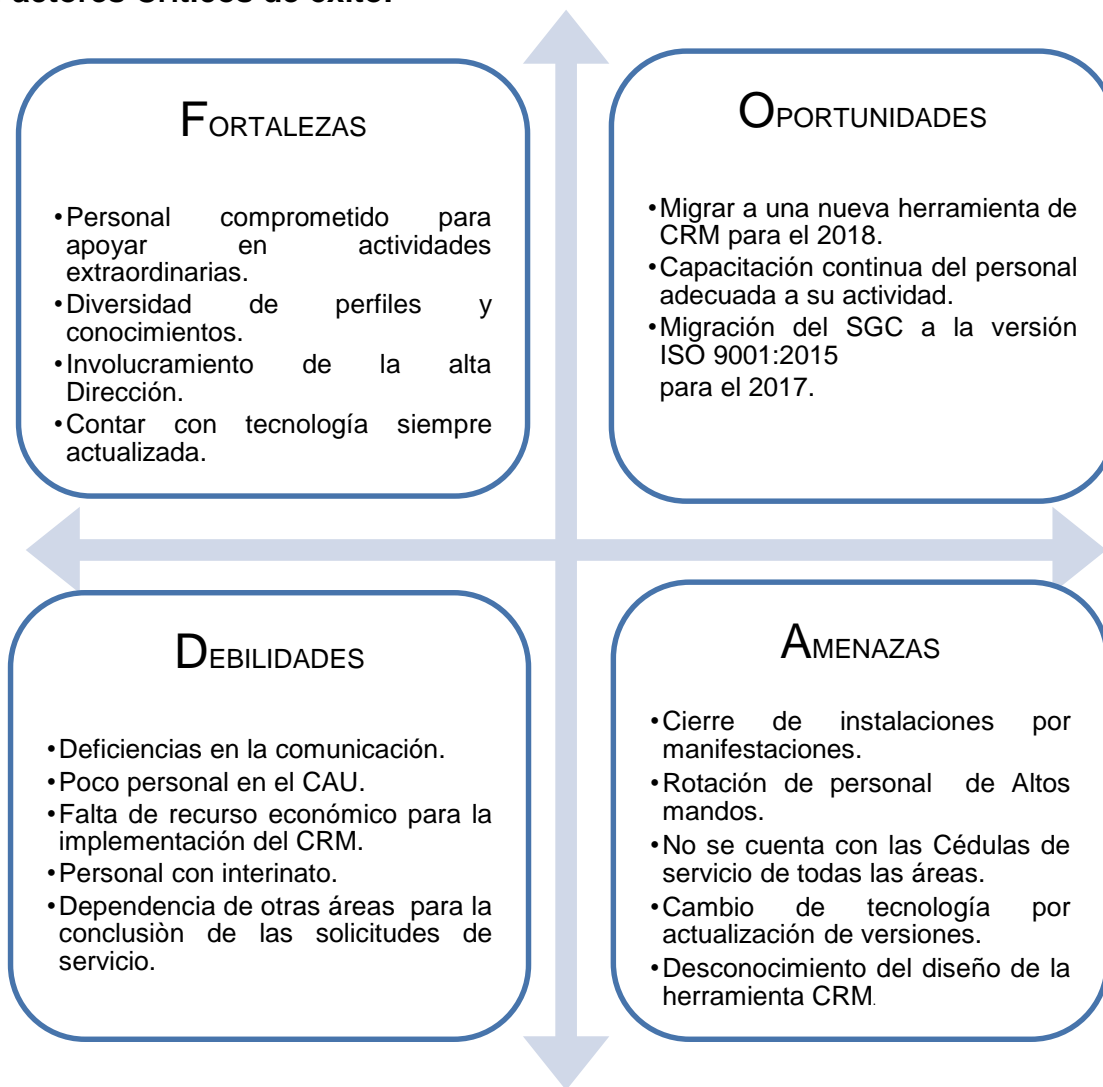 actores Críticos de éxito.
FORTALEZAS
•Personal comprometido para
apoyar en actividades
extraordinarias.
•Diversidad de perfiles y
conocimientos.
•Involucramiento de la alta
Dirección.
•Contar con tecnología siempre
actualizada.
OPORTUNIDADES
•Migrar a una nueva herramienta de
CRM para el 2018.
•Capacitación continua del personal
adecuada a su actividad.
•Migración del SGC a la versión
ISO 9001:2015
para el 2017.
DEBILIDADES
•Deficiencias en la comunicación.
•Poco personal en el CAU.
•Falta de recurso económico para la
implementación del CRM.
•Personal con interinato.
•Dependencia de otras áreas para la
conclusiòn de las solicitudes de
servicio.
AMENAZAS
•Cierre de instalaciones por
manifestaciones.
•Rotación de personal de Altos
mandos.
•No se cuenta con las Cédulas de
servicio de todas las áreas.
•Cambio de tecnología por
actualización de versiones.
•Desconocimiento del diseño de la
herramienta CRM.